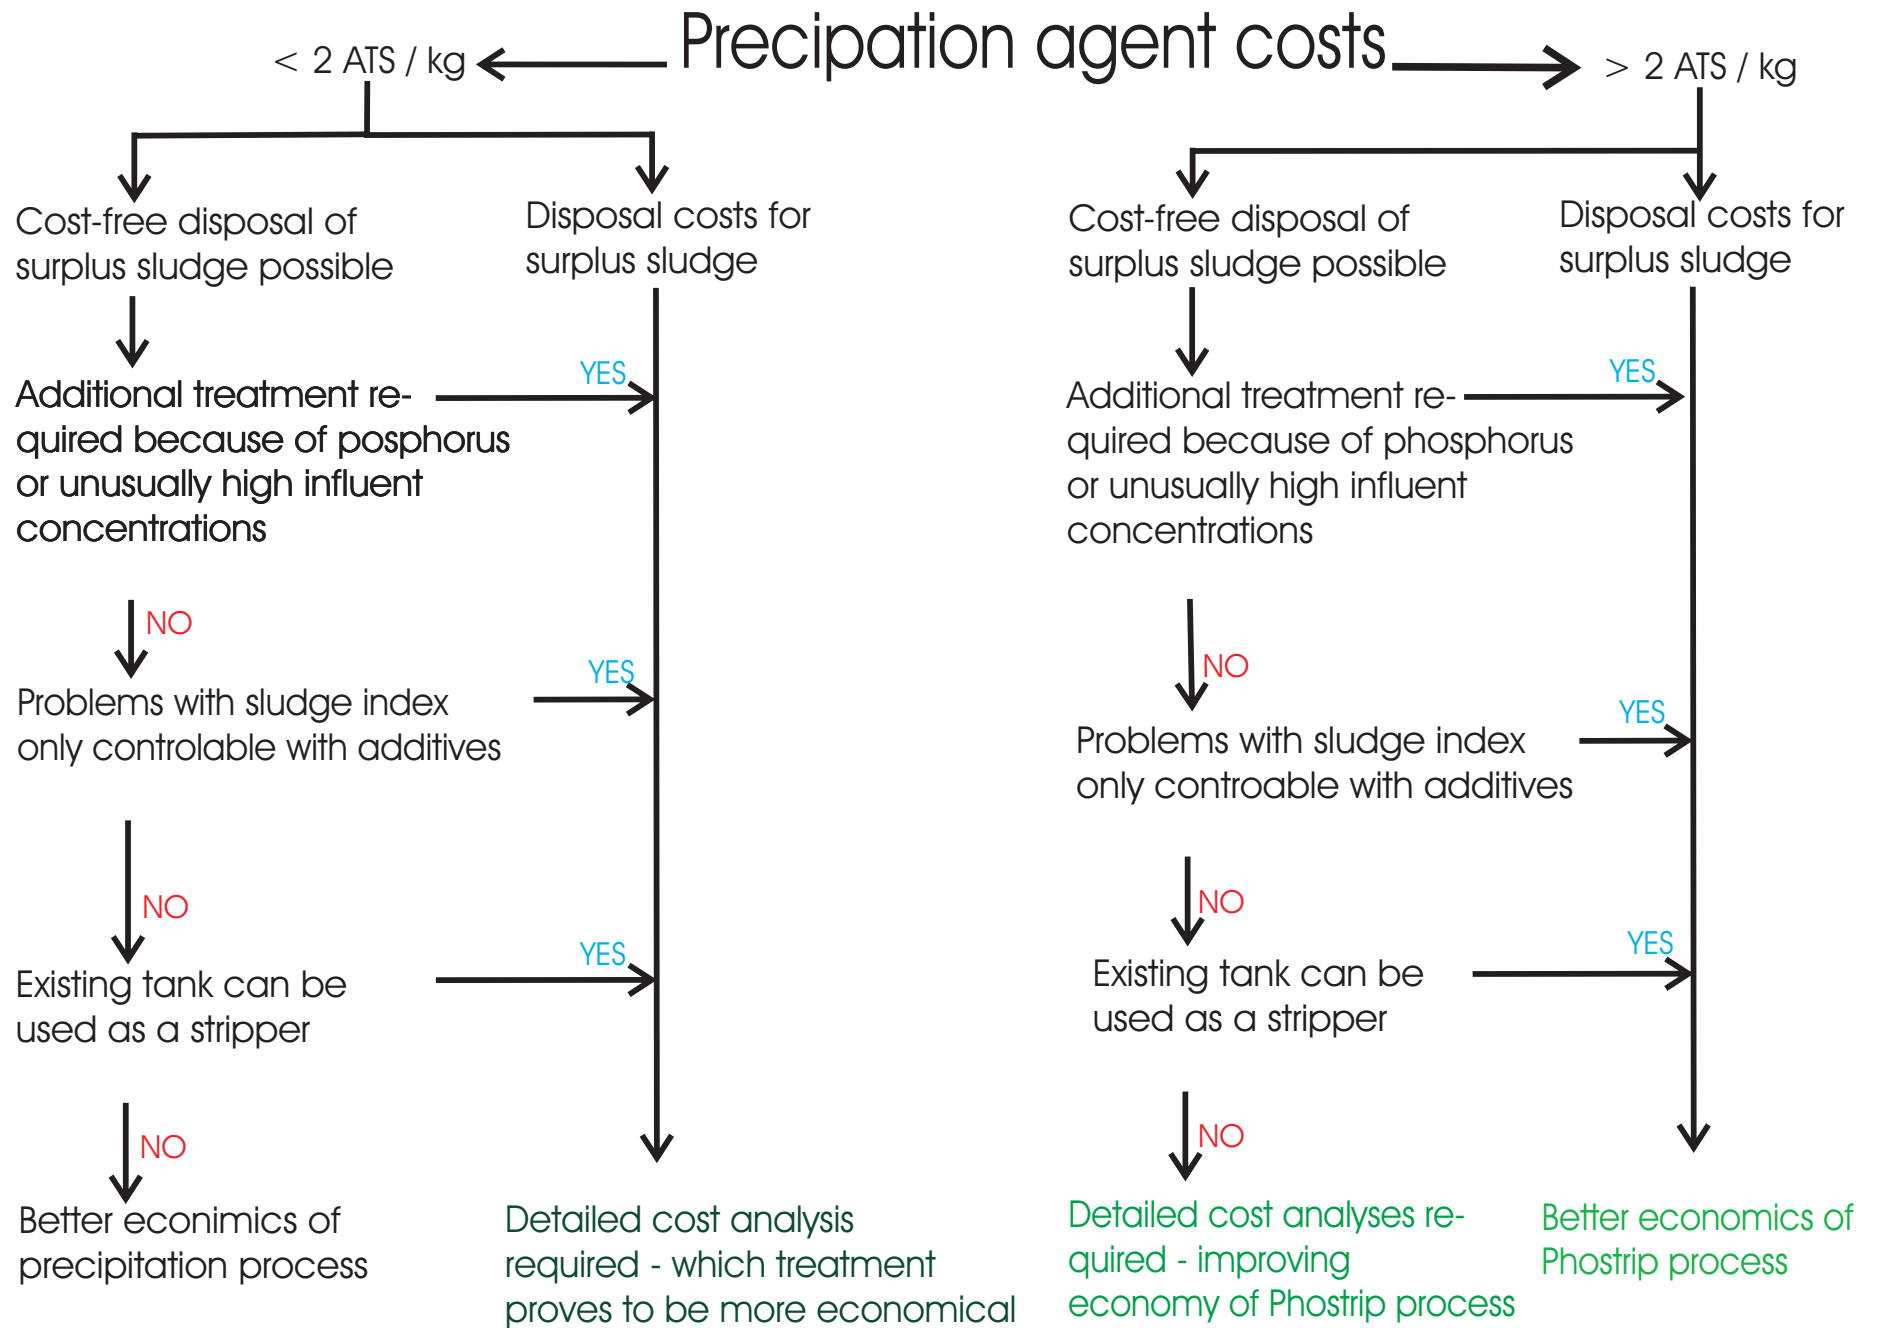 Precipation agent costs
< 2 ATS / kg
> 2 ATS / kg
Cost-free disposal of
surplus sludge possible
Disposal costs for
surplus sludge
Additional treatment re-
quired because of posphorus
or unusually high influent
concentrations
YES
NO
Problems with sludge index
only controlable with additives
YES
NO
Existing tank can be
used as a stripper
YES
NO
Better econimics of
precipitation process
Detailed cost analysis
required - which treatment
proves to be more economical
Cost-free disposal of
surplus sludge possible
Disposal costs for
surplus sludge
Additional treatment re-
quired because of phosphorus
or unusually high influent
concentrations
YES
NO
Problems with sludge index
only controable with additives
YES
NO
Existing tank can be
used as a stripper
YES
NO
Detailed cost analyses re-
quired - improving
economy of Phostrip process
Better economics of
Phostrip process